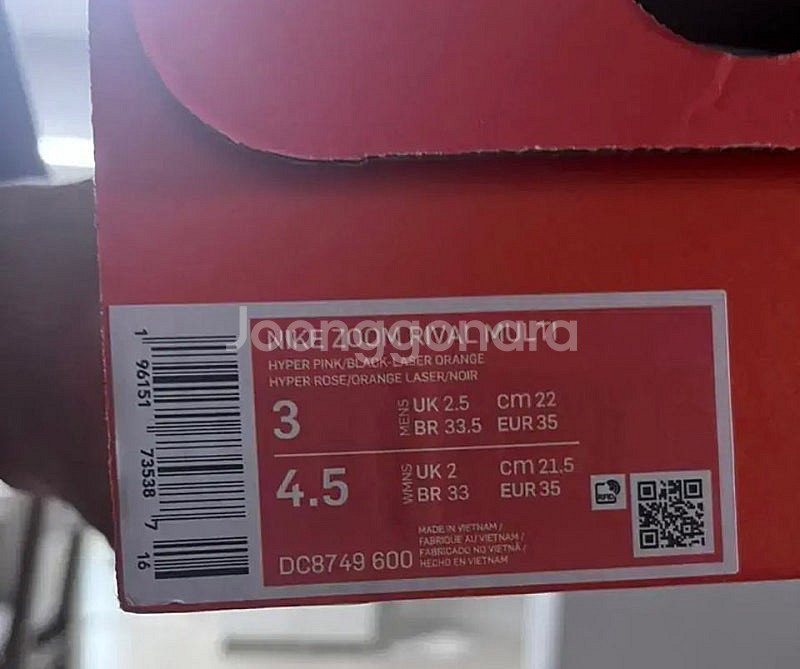 Joonggonara
NIKE ZOOM RIVAL MULTI
HYPER PINK/BLACK-LASER ORANGE
HYPER ROSE/ORANGE LASER/NOIR
3
MENS
UK 2.5 cm 22
BR 33.5 EUR 35
4.5
WMNS
UK 2 cm 21.5
BR 33 EUR 35
MADE IN VIETNAM /
FABRIQUE AU VIETNAM /
FABRICADO NO VIETNÃ /
HECHO EN VIETNAM
DC8749 600
1 96151 73538 7 16
RFID